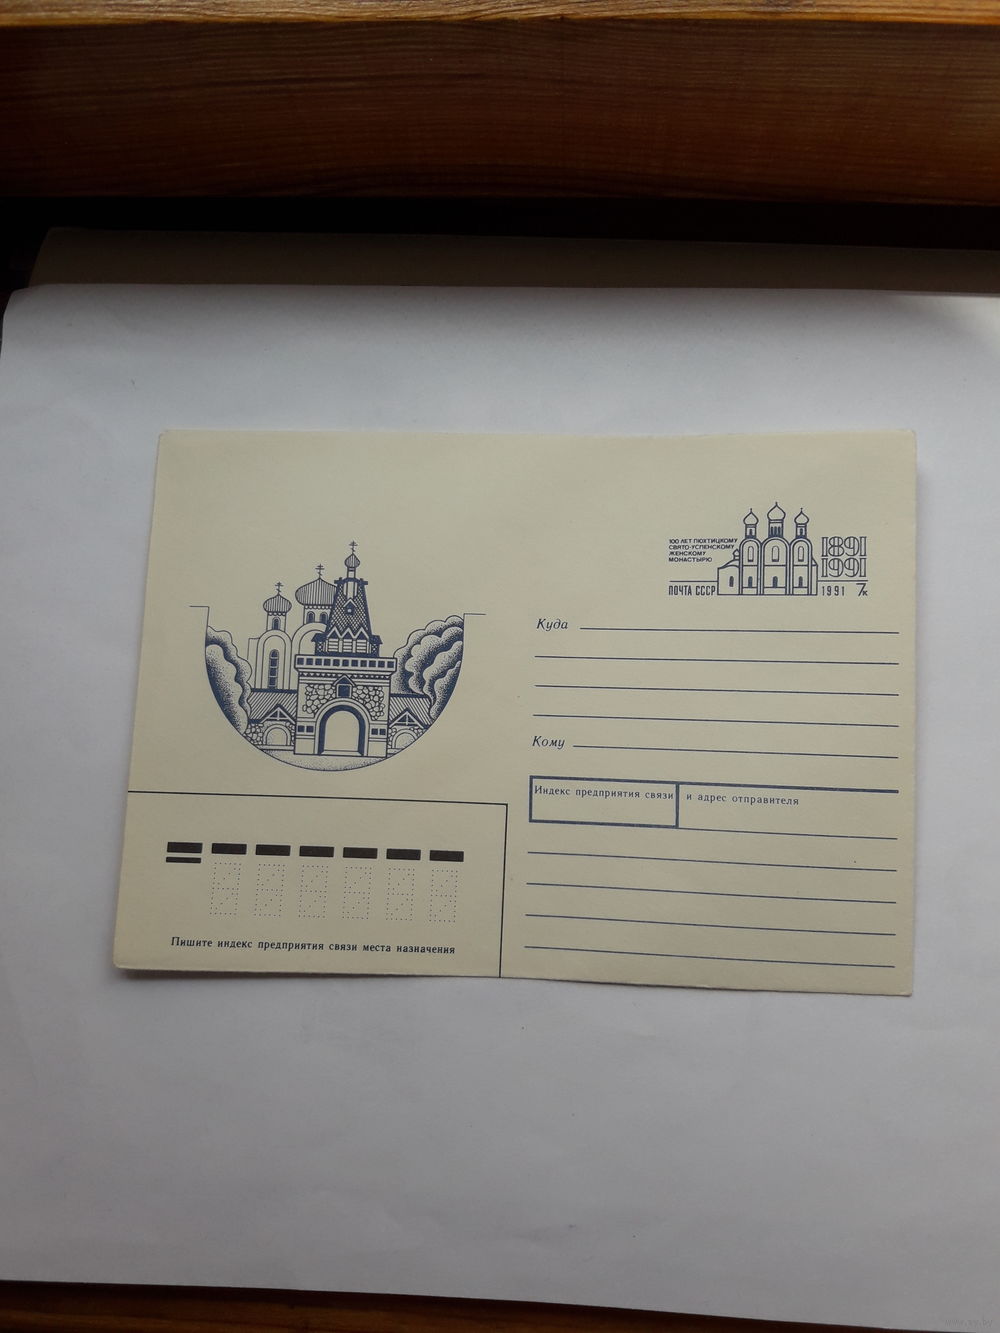 100 ЛЕТ ПЮХТИЦКОМУ
СВЯТО-УСПЕНСКОМУ
ЖЕНСКОМУ
МОНАСТЫРЮ
1891
1991
ПОЧТА СССР 1991 7к
Куда
Кому
Индекс предприятия связи и адрес отправителя
Пишите индекс предприятия связи места назначения